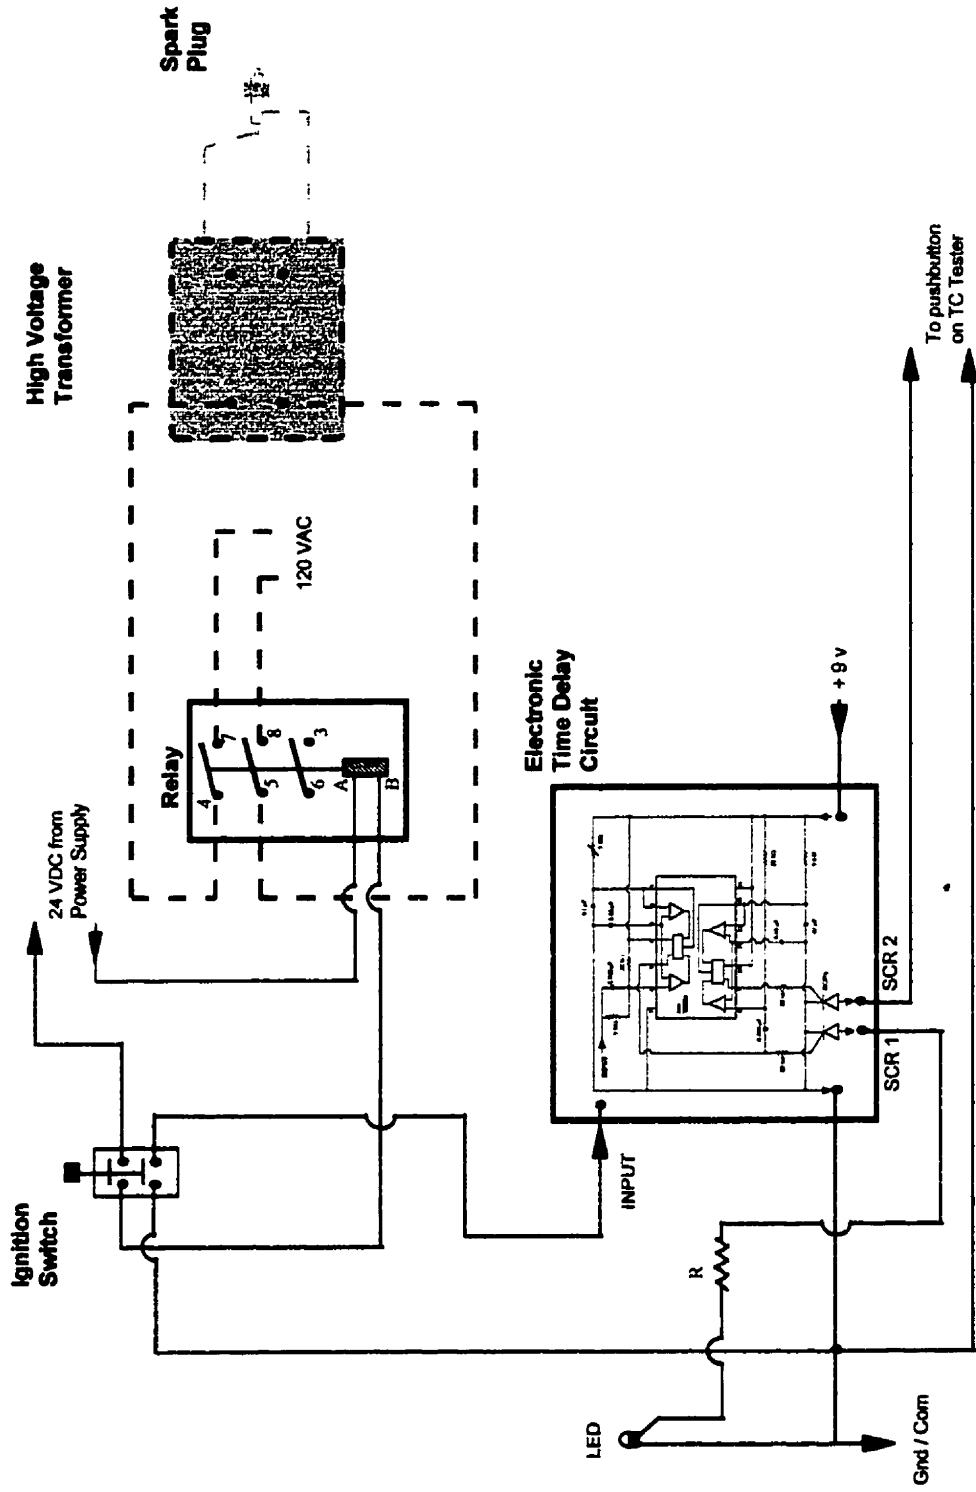 Spark
Plug
High Voltage
Transformer
120 VAC
Relay
4
7
5
8
6
3
A
B
24 VDC from
Power Supply
Ignition
Switch
To pushbutton
on TC Tester
Electronic
Time Delay
Circuit
+ 9 v
SCR 1
SCR 2
INPUT
R
LED
Gnd / Com